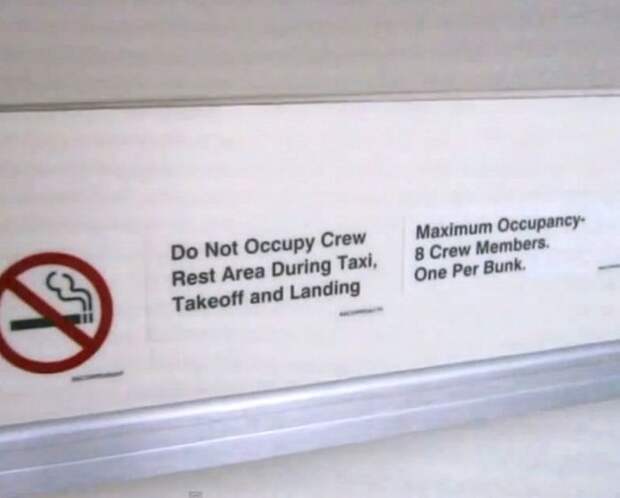 Do Not Occupy Crew
Rest Area During Taxi,
Takeoff and Landing
Maximum Occupancy-
8 Crew Members.
One Per Bunk.